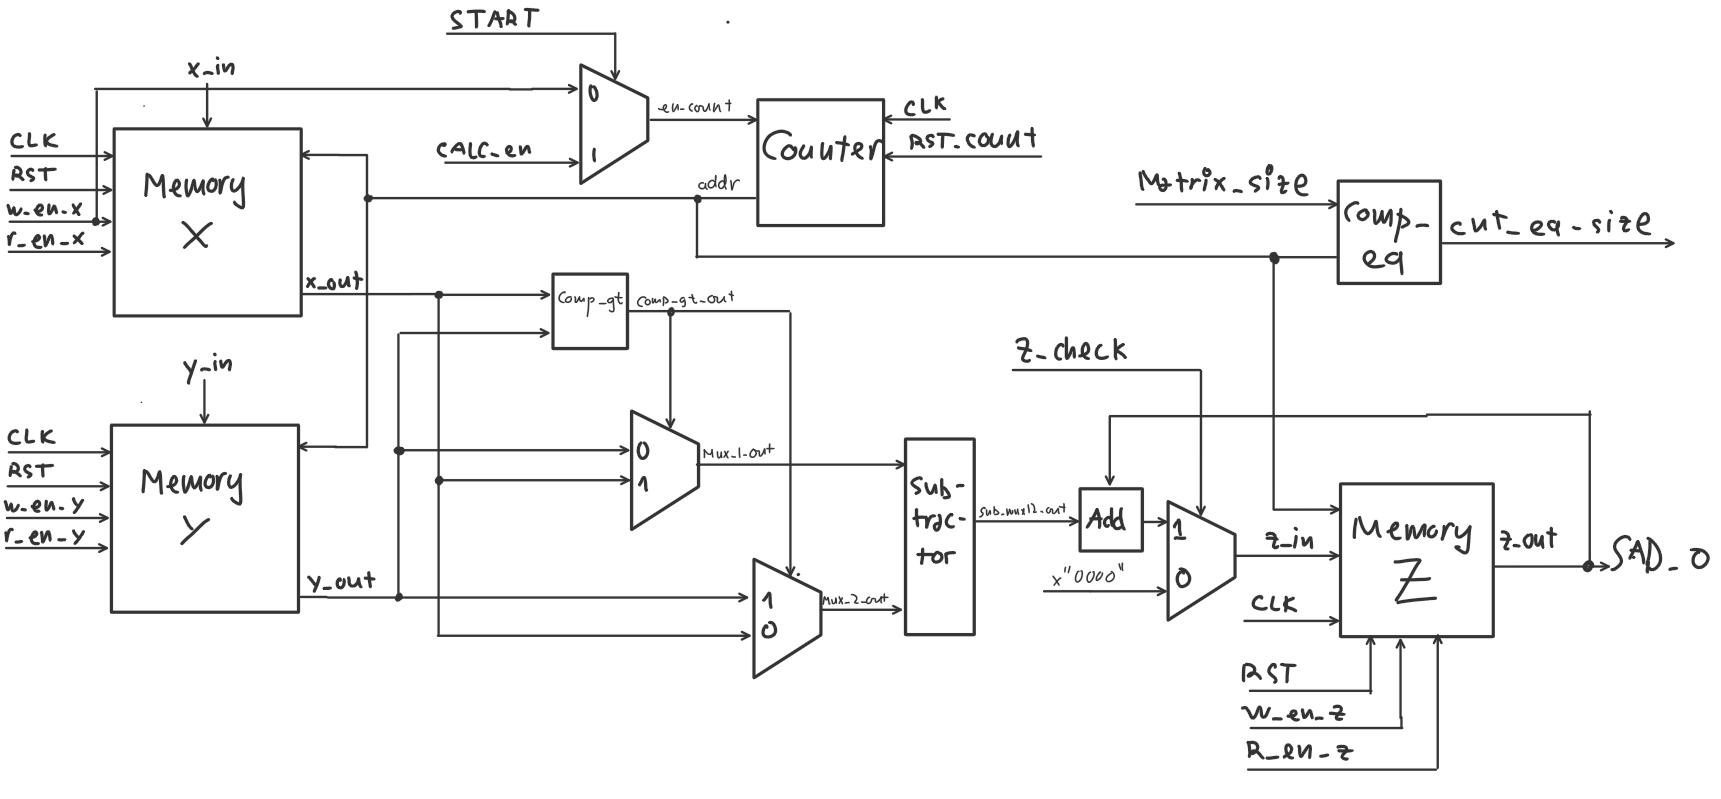 START
x_in
CLK
RST
w_en_x
r_en_x
Memory
X
x_out
0
1
CALC_en
en_count
Counter
CLK
RST_count
addr
Matrix_size
Comp_
eq
cnt_eq_size
Comp_gt
Comp_gt_out
y_in
CLK
RST
w_en_y
r_en_y
Memory
Y
y_out
0
1
Mux_1_out
1
0
Mux_2_out
Sub-
trac-
tor
Sub_mux12_out
Add
Z_check
1
0
x"0000"
z_in
CLK
Memory
Z
z_out
SAD_O
RST
W_en_z
R_en_z